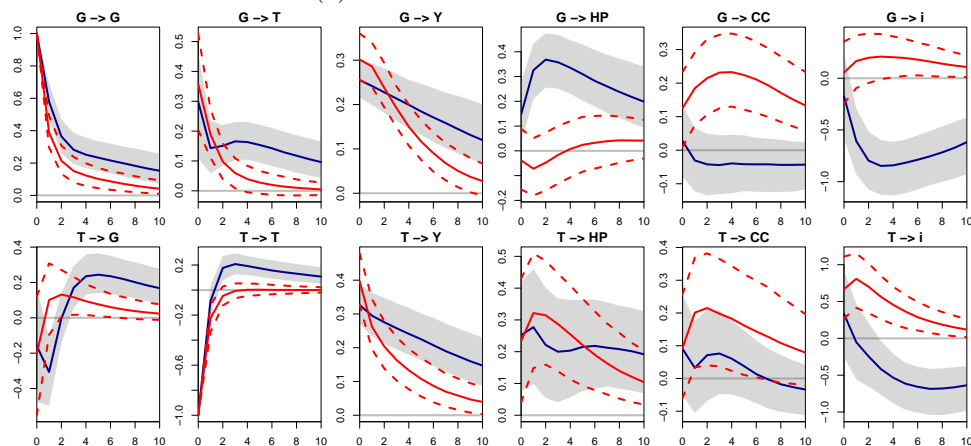 (a)
G −> G G −> T G −> Y G −> HP G −> CC G −> i
1.0 0.8 0.6 0.4 0.2 0.0
0.5 0.4 0.3 0.2 0.1 0.0
0.3 0.2 0.1 0.0
0.5 0.4 0.3 0.2 0.1 0.0 −0.2
0.3 0.2 0.1 0.0 −0.1
0.0 −0.5 −1.0
0 2 4 6 8 10 0 2 4 6 8 10 0 2 4 6 8 10 0 2 4 6 8 10 0 2 4 6 8 10 0 2 4 6 8 10
T −> G T −> T T −> Y T −> HP T −> CC T −> i
0.4 0.2 0.0 −0.2 −0.4
0.2 −0.2 −0.6 −1.0
0.4 0.3 0.2 0.1 0.0
0.5 0.4 0.3 0.2 0.1 0.0
0.4 0.3 0.2 0.1 0.0 −0.1
1.0 0.5 0.0 −0.5 −1.0
0 2 4 6 8 10 0 2 4 6 8 10 0 2 4 6 8 10 0 2 4 6 8 10 0 2 4 6 8 10 0 2 4 6 8 10